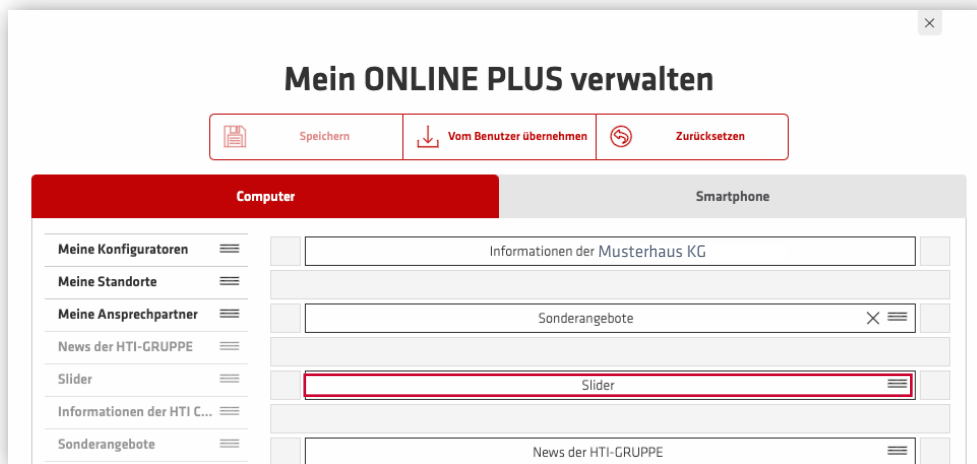 Mein ONLINE PLUS verwalten
Speichern
Vom Benutzer übernehmen
Zurücksetzen
Computer
Smartphone
Meine Konfiguratoren
Meine Standorte
Meine Ansprechpartner
News der HTI-GRUPPE
Slider
Informationen der HTI C...
Sonderangebote
Informationen der Musterhaus KG
Sonderangebote
Slider
News der HTI-GRUPPE